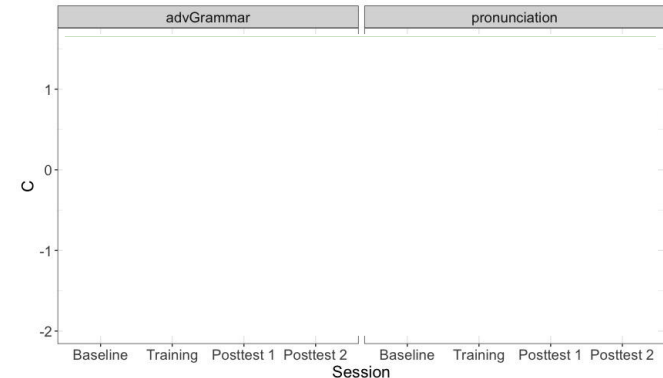 advGrammar pronunciation
C
1
0
-1
-2
Baseline Training Posttest 1 Posttest 2 Baseline Training Posttest 1 Posttest 2
Session